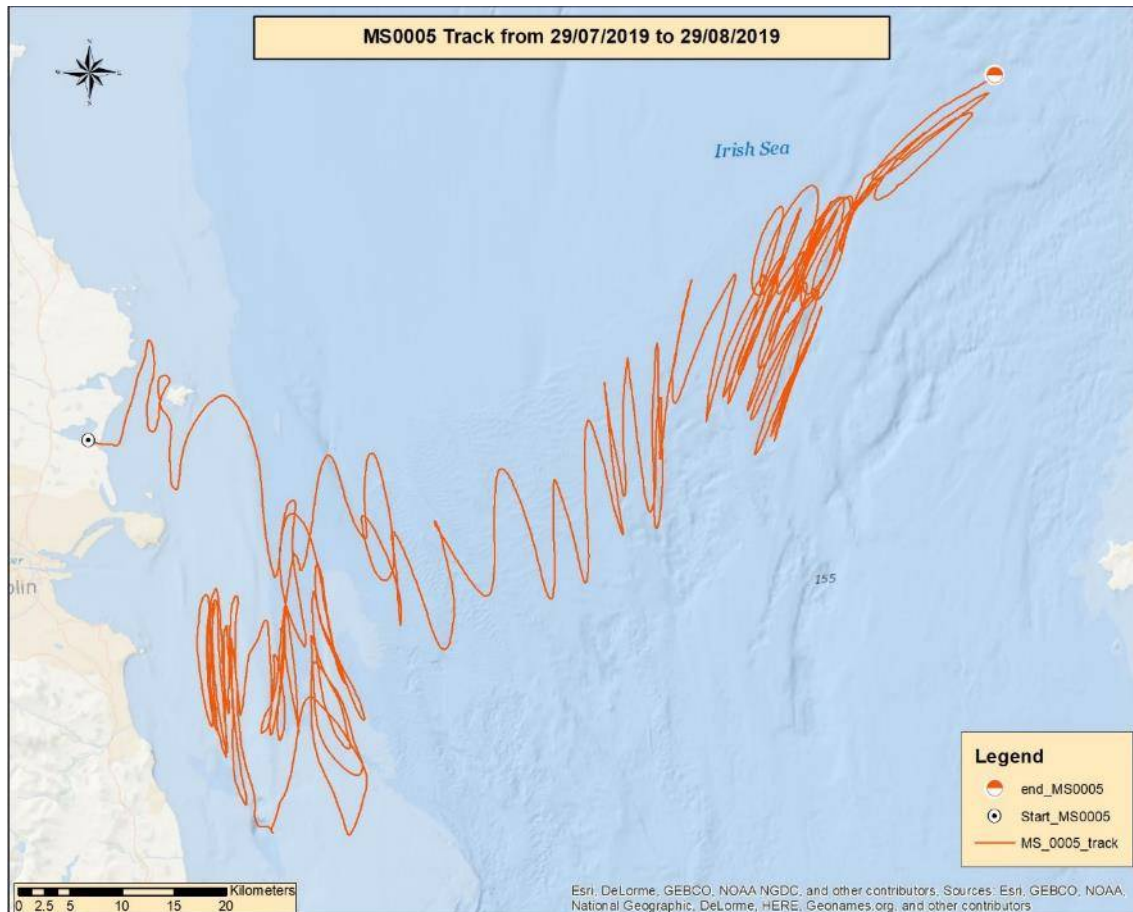 MS0005 Track from 29/07/2019 to 29/08/2019
Irish Sea
lin
155
Legend
end_MS0005
Start_MS0005
MS_0005_track
Kilometers
0 2.5 5 10 15 20
Esri, DeLorme, GEBCO, NOAA NGDC, and other contributors, Sources: Esri, GEBCO, NOAA,
National Geographic, DeLorme, HERE, Geonames.org, and other contributors